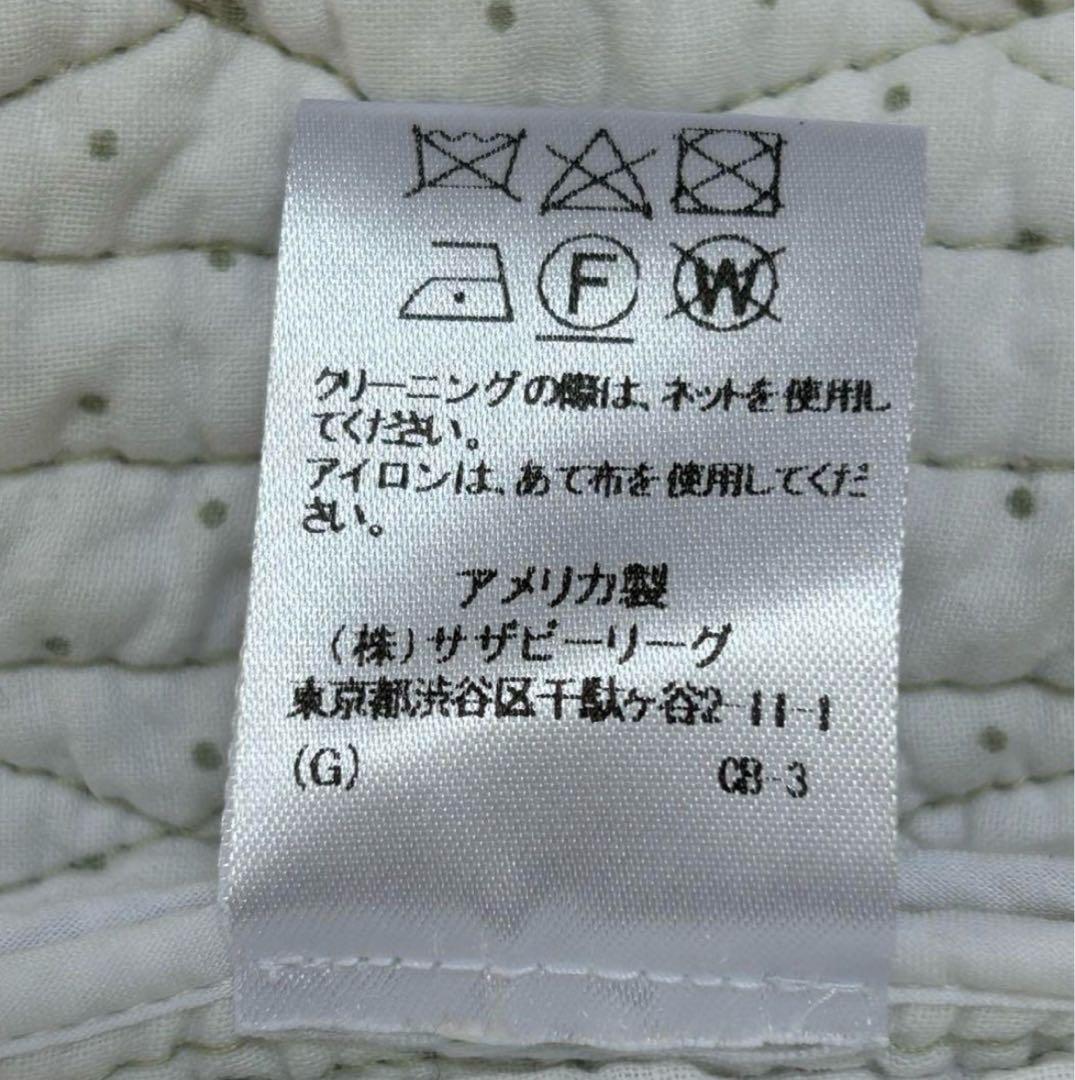 F W
クリーニングの際は、ネットを使用し
てください。
アイロンは、あて布を使用してくだ
さい。
アメリカ製
(株)サザビーリーグ
東京都渋谷区千駄ヶ谷2-11-1
(G) CB-3